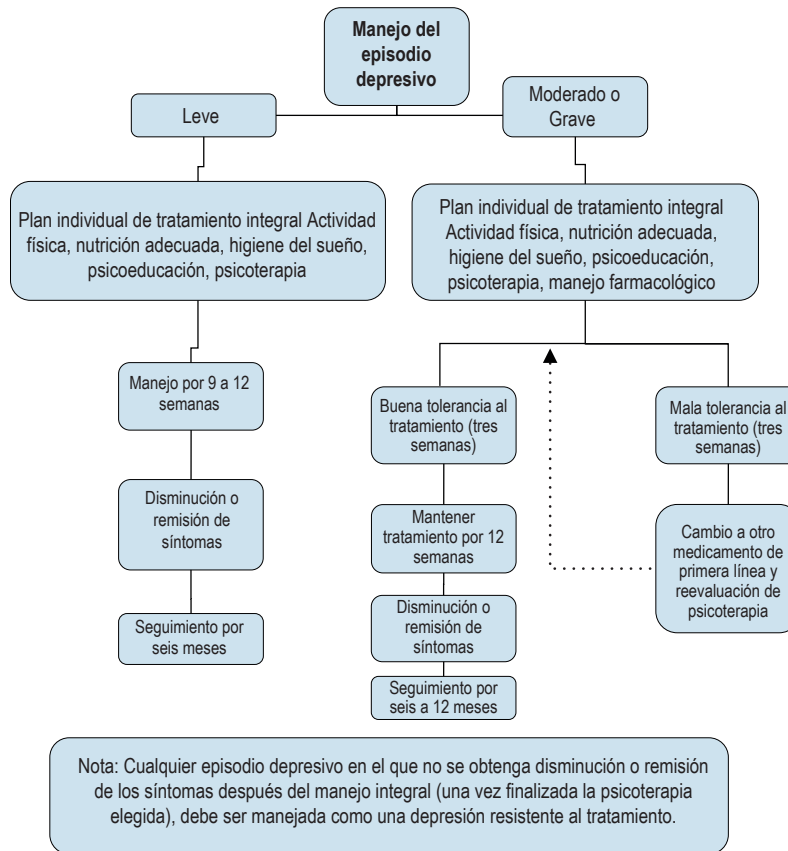 Manejo del
episodio
depresivo
Leve
Moderado o
Grave
Plan individual de tratamiento integral Actividad
física, nutrición adecuada, higiene del sueño,
psicoeducación, psicoterapia
Plan individual de tratamiento integral
Actividad física, nutrición adecuada,
higiene del sueño, psicoeducación,
psicoterapia, manejo farmacológico
Manejo por 9 a 12
semanas
Disminución o
remisión de
síntomas
Seguimiento por
seis meses
Buena tolerancia al
tratamiento (tres
semanas)
Mantener
tratamiento por 12
semanas
Disminución o
remisión de
síntomas
Seguimiento por
seis a 12 meses
Mala tolerancia al
tratamiento (tres
semanas)
Cambio a otro
medicamento de
primera línea y
reevaluación de
psicoterapia
Nota: Cualquier episodio depresivo en el que no se obtenga disminución o remisión
de los síntomas después del manejo integral (una vez finalizada la psicoterapia
elegida), debe ser manejada como una depresión resistente al tratamiento.